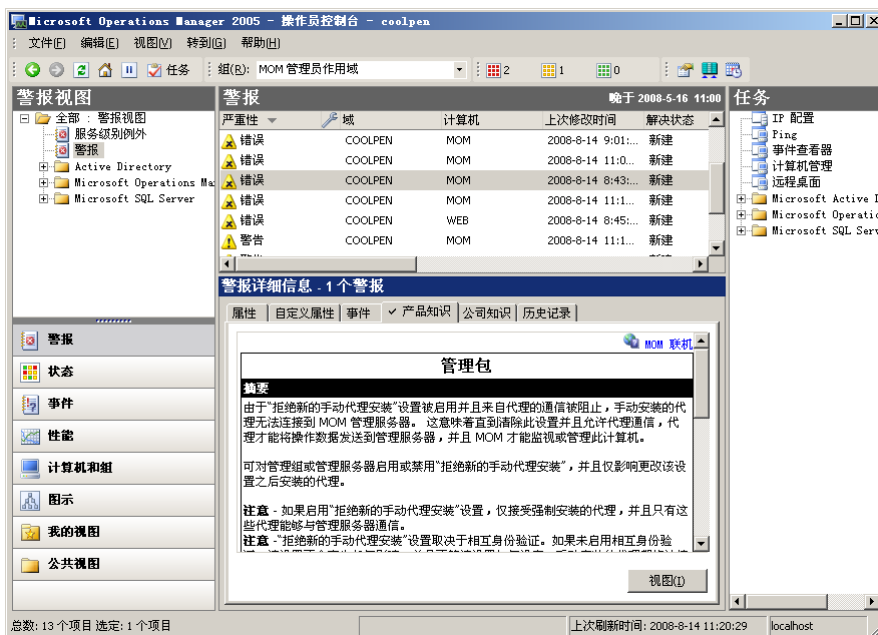 Microsoft Operations Manager 2005 - 操作员控制台 - coolpen
文件(F) 编辑(E) 视图(V) 转到(G) 帮助(H)
任务 组(R): MOM 管理员作用域 2 1 0
警报视图
全部 : 警报视图
服务级别例外
警报
Active Directory
Microsoft Operations Ma
Microsoft SQL Server
警报
状态
事件
性能
计算机和组
图示
我的视图
公共视图
警报 晚于 2008-5-16 11:00
严重性 域 计算机 上次修改时间 解决状态
错误 COOLPEN MOM 2008-8-14 9:01:... 新建
错误 COOLPEN MOM 2008-8-14 11:0... 新建
错误 COOLPEN MOM 2008-8-14 8:43:... 新建
错误 COOLPEN MOM 2008-8-14 11:1... 新建
错误 COOLPEN WEB 2008-8-14 8:45:... 新建
警告 COOLPEN MOM 2008-8-14 11:1... 新建
警报详细信息 - 1 个警报
属性 自定义属性 事件 产品知识 公司知识 历史记录
MOM 联机
管理包
摘要
由于“拒绝新的手动代理安装”设置被启用并且来自代理的通信被阻止，手动安装的代
理无法连接到 MOM 管理服务器。 这意味着直到清除此设置并且允许代理通信，代
理才能将操作数据发送到管理服务器，并且 MOM 才能监视或管理此计算机。
可对管理组或管理服务器启用或禁用“拒绝新的手动代理安装”，并且仅影响更改该设
置之后安装的代理。
注意 - 如果启用“拒绝新的手动代理安装”设置，仅接受强制安装的代理，并且只有这
些代理能够与管理服务器通信。
注意 -“拒绝新的手动代理安装”设置取决于相互身份验证。如果未启用相互身份验
视图(I)
任务
IP 配置
Ping
事件查看器
计算机管理
远程桌面
Microsoft Active D
Microsoft Operatio
Microsoft SQL Serv
总数: 13 个项目 选定: 1 个项目 上次刷新时间: 2008-8-14 11:20:29 localhost